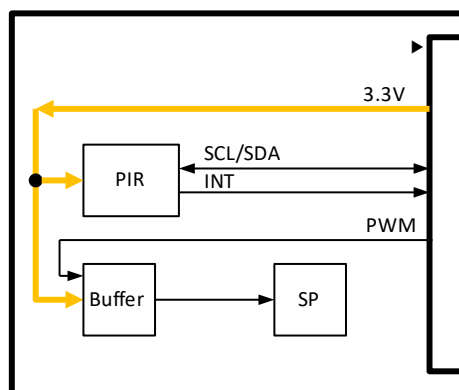 3.3V
SCL/SDA
PIR
INT
PWM
Buffer
SP